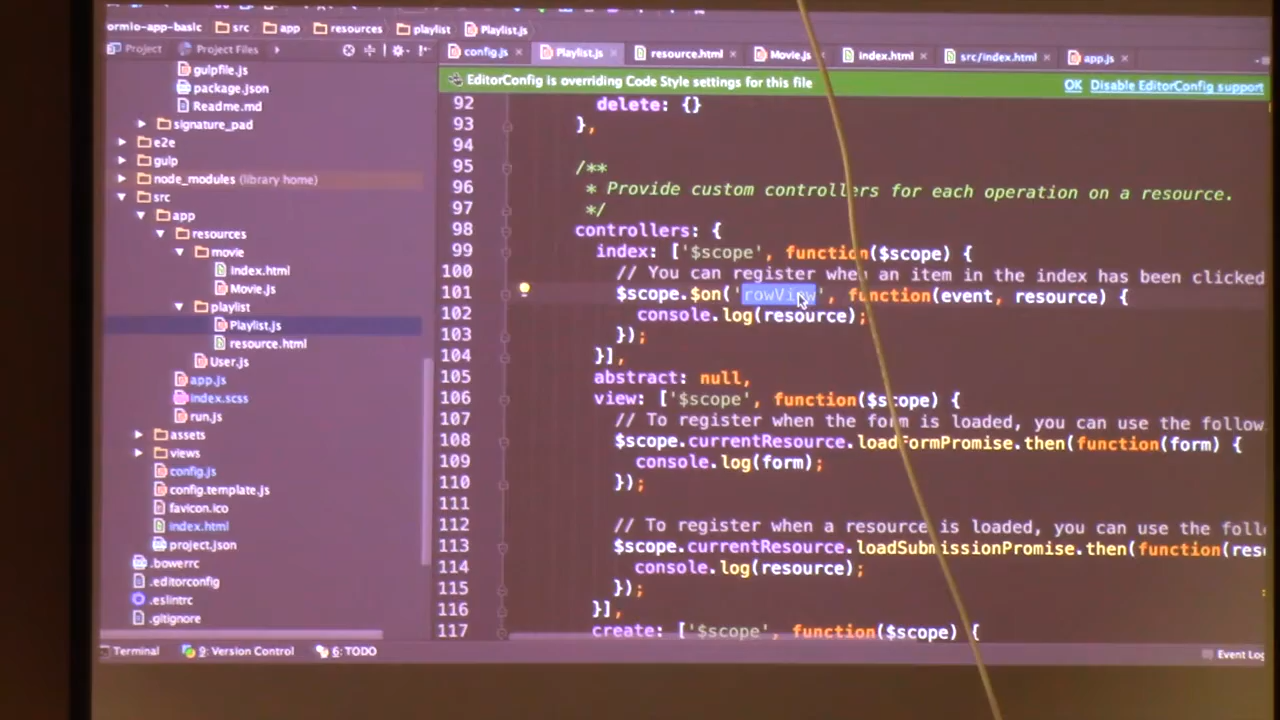 ormio-app-basic src app resources playlist Playlist.js
Project Project Files
config.js Playlist.js resource.html Movie.js index.html src/index.html app.js
EditorConfig is overriding Code Style settings for this file OK Disable EditorConfig support
gulpfile.js
package.json
Readme.md
signature_pad
e2e
gulp
node_modules (library home)
src
app
resources
movie
index.html
Movie.js
playlist
Playlist.js
resource.html
User.js
app.js
index.scss
run.js
assets
views
config.js
config.template.js
favicon.ico
index.html
project.json
.bowerrc
.editorconfig
.eslintrc
.gitignore
92 delete: {}
93 },
94
95 /**
96 * Provide custom controllers for each operation on a resource.
97 */
98 controllers: {
99 index: ['$scope', function($scope) {
100 // You can register when an item in the index has been clicked
101 $scope.$on('rowView', function(event, resource) {
102 console.log(resource);
103 });
104 }],
105 abstract: null,
106 view: ['$scope', function($scope) {
107 // To register when the form is loaded, you can use the follow
108 $scope.currentResource.loadFormPromise.then(function(form) {
109 console.log(form);
110 });
111
112 // To register when a resource is loaded, you can use the foll
113 $scope.currentResource.loadSubmissionPromise.then(function(res
114 console.log(resource);
115 });
116 }],
117 create: ['$scope', function($scope) {
Terminal 9: Version Control 6: TODO Event Log